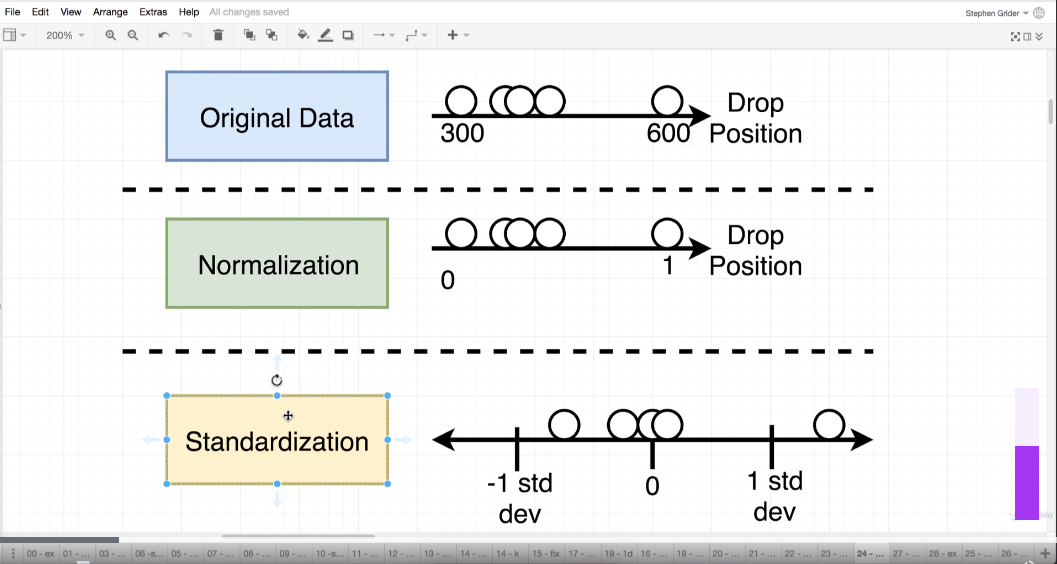 File Edit View Arrange Extras Help All changes saved
Stephen Grider
200%
Original Data
300
600
Drop
Position
Normalization
0
1
Drop
Position
Standardization
-1 std
dev
0
1 std
dev
00 - ex 01 - ... 03 - ... 06 -s... 05 - ... 07 - ... 08 - ... 09 - ... 10 -s... 11 - ... 12 - ... 13 - ... 14 - ... 14 - k 15 - fix 17 - ... 19 - 1d 16 - ... 19 - ... 20 - ... 21 - ... 22 - ... 23 - ... 24 - ... 27 - ... 28 - ex 25 - ... 26 - ...